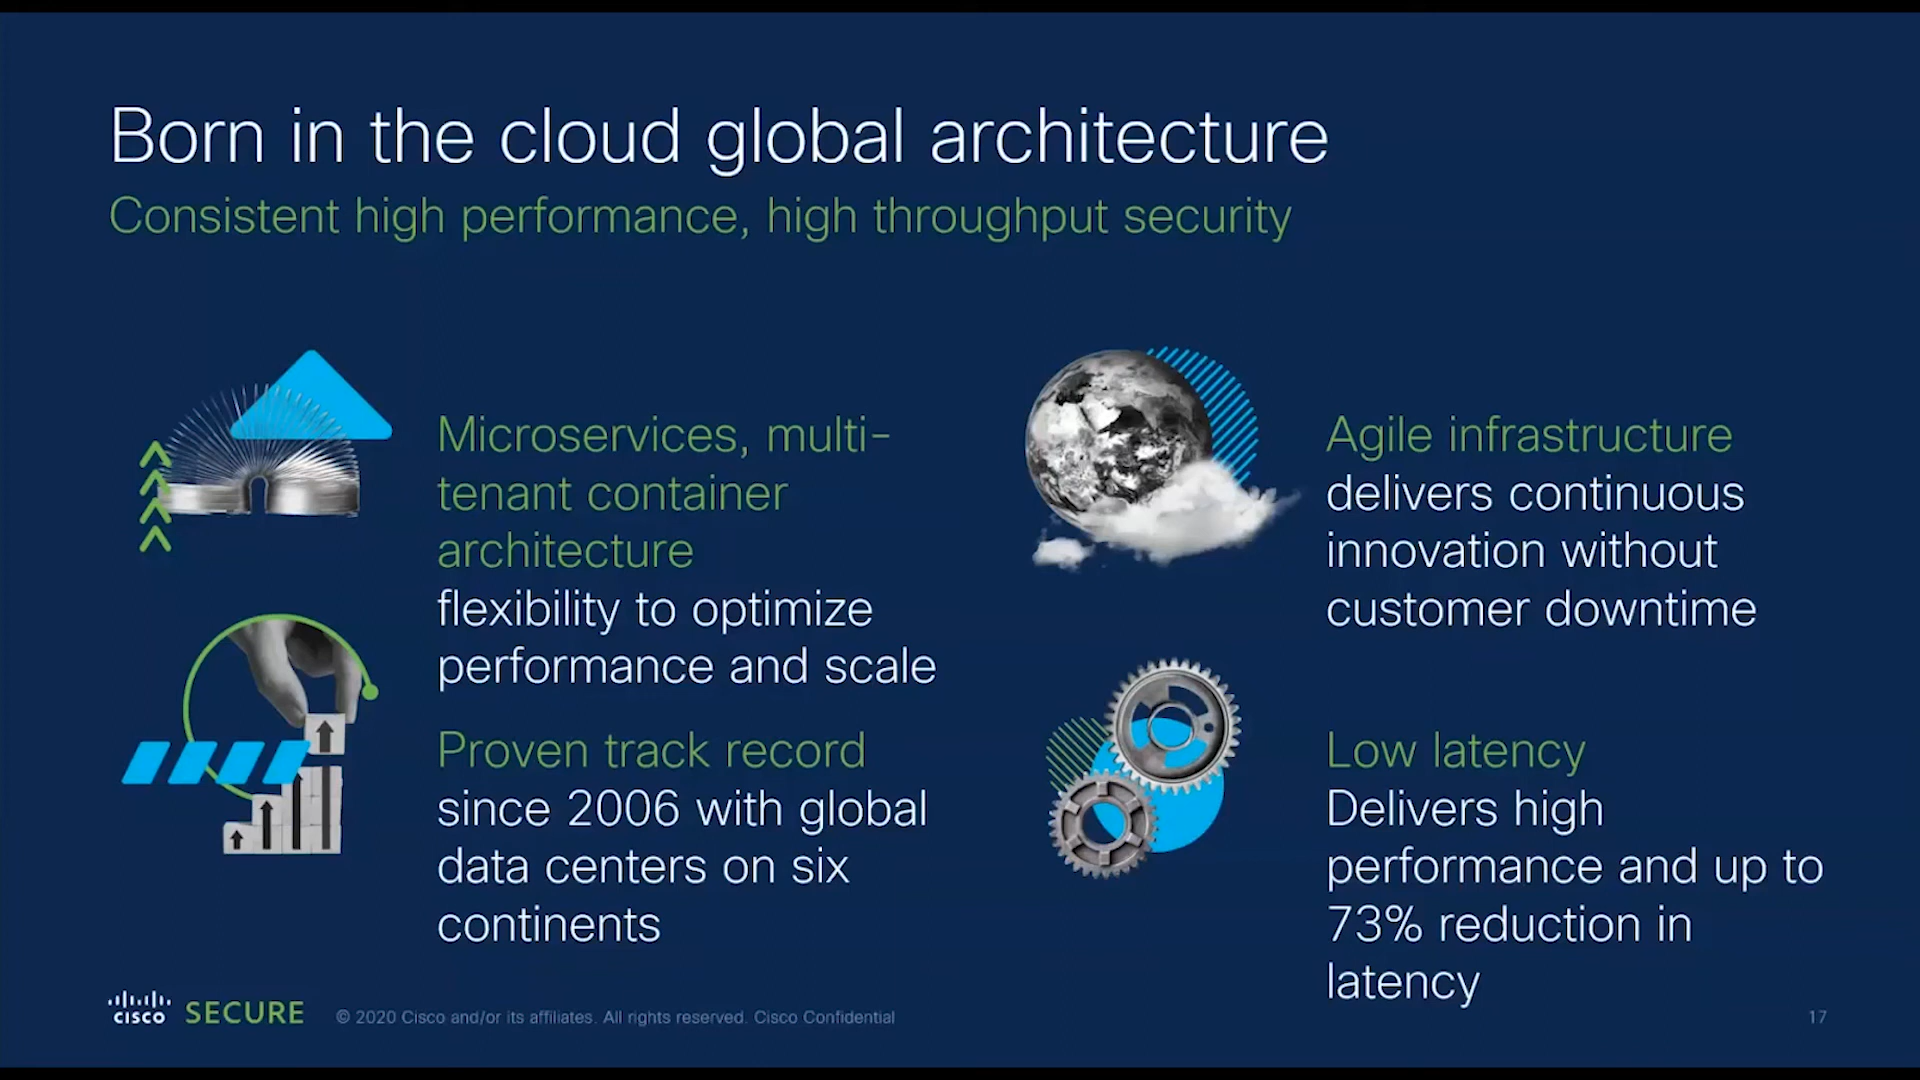 Born in the cloud global architecture
Consistent high performance, high throughput security
Microservices, multi-
tenant container
architecture
flexibility to optimize
performance and scale
Agile infrastructure
delivers continuous
innovation without
customer downtime
Proven track record
since 2006 with global
data centers on six
continents
Low latency
Delivers high
performance and up to
73% reduction in
latency
CISCO SECURE © 2020 Cisco and/or its affiliates. All rights reserved. Cisco Confidential 17